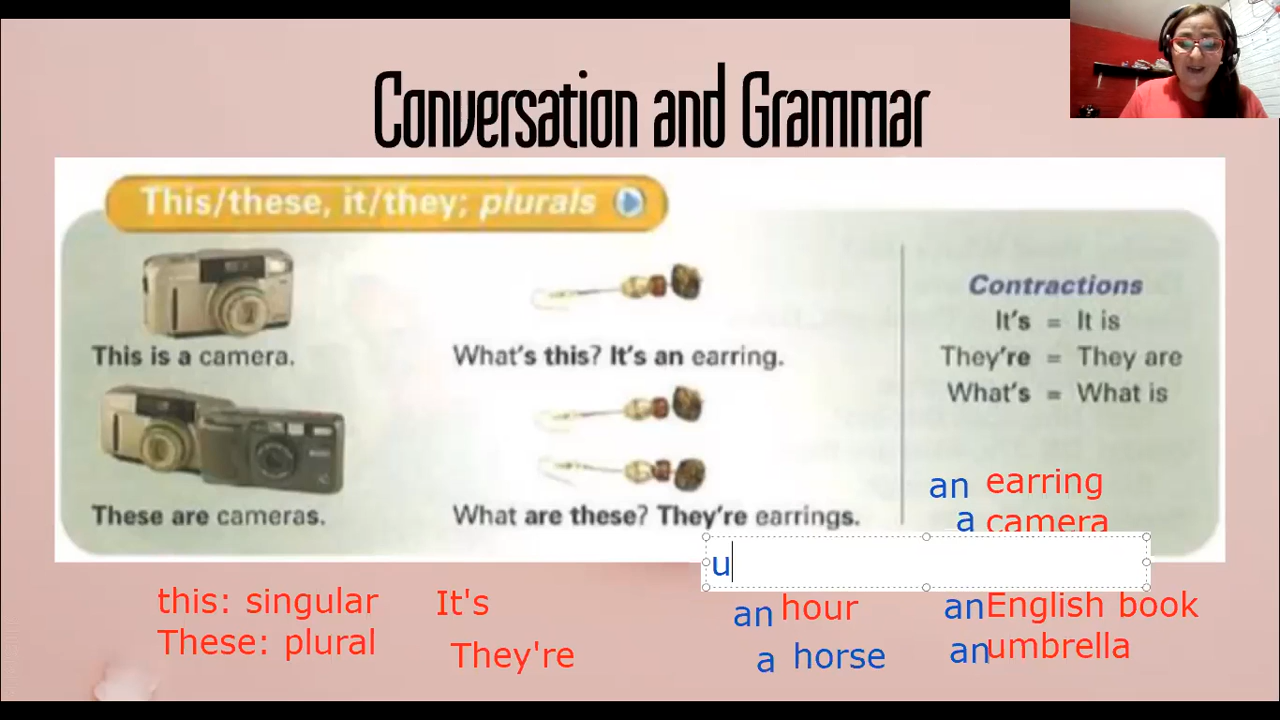 Conversation and Grammar
This/these, it/they; plurals
This is a camera.
What's this? It's an earring.
These are cameras.
What are these? They're earrings.
Contractions
It's = It is
They're = They are
What's = What is
an earring
a camera
u
this: singular
These: plural
It's
They're
an hour
a horse
an English book
an umbrella